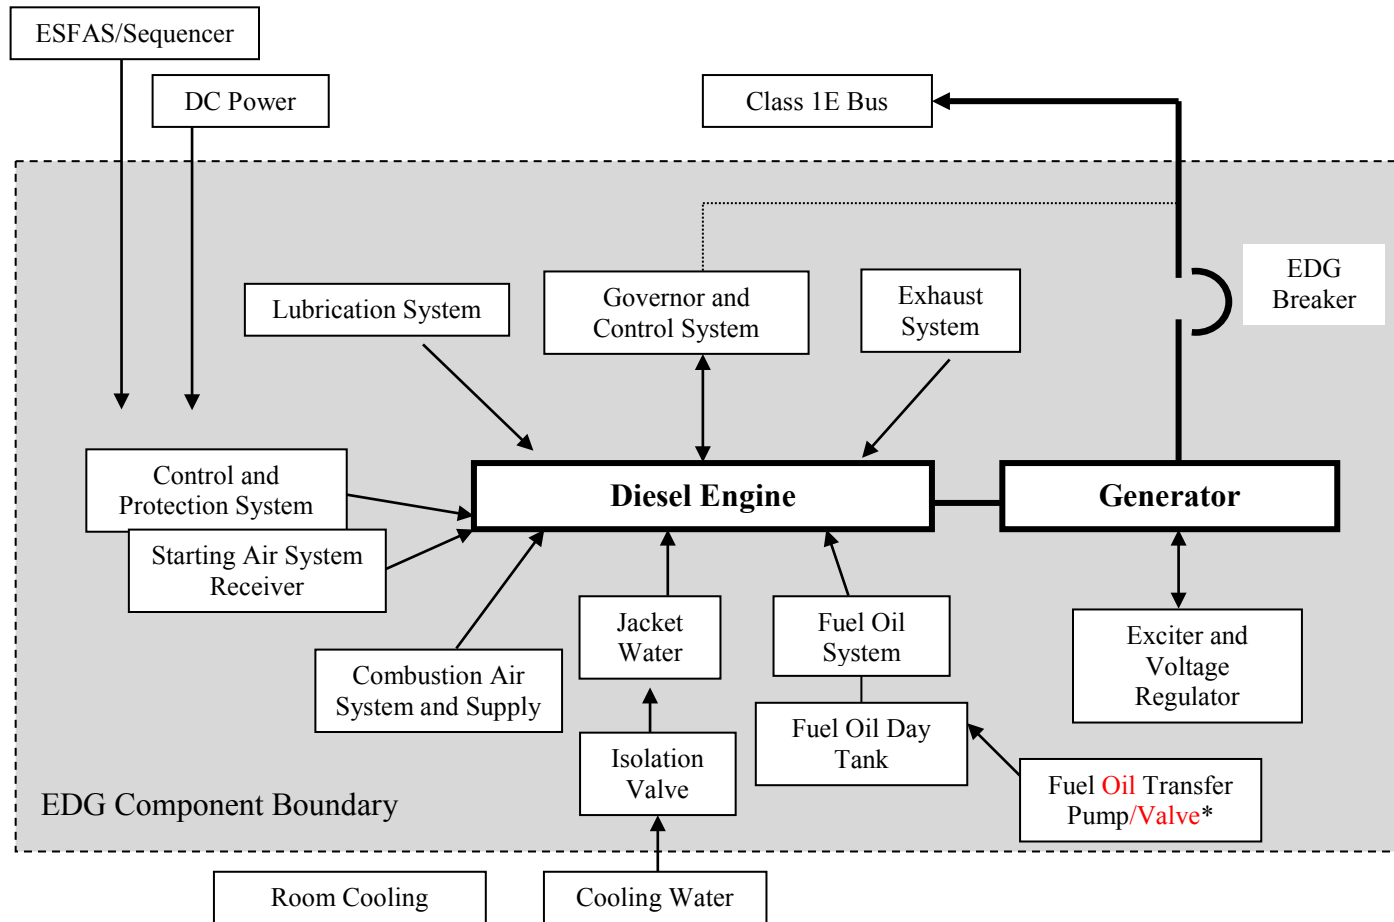 ESFAS/Sequencer
DC Power
Class 1E Bus
EDG
Breaker
Lubrication System
Governor and
Control System
Exhaust
System
Control and
Protection System
Diesel Engine
Generator
Starting Air System
Receiver
Combustion Air
System and Supply
Jacket
Water
Fuel Oil
System
Exciter and
Voltage
Regulator
Isolation
Valve
Fuel Oil Day
Tank
Fuel Oil Transfer
Pump/Valve*
EDG Component Boundary
Room Cooling
Cooling Water